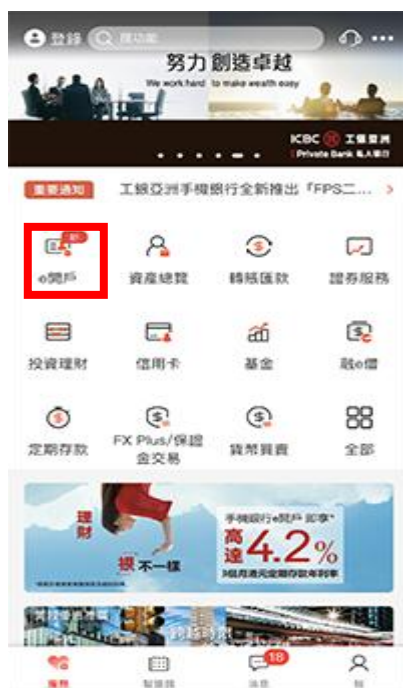 登錄
搜功能
努力創造卓越
We work hard to make wealth easy
ICBC 工銀亞洲
Private Bank 私人銀行
重要通知 工銀亞洲手機銀行全新推出「FPS二...
e開戶 資產總覽 轉賬匯款 證券服務
投資理財 信用卡 基金 融e借
定期存款 FX Plus/保證金交易 貨幣買賣 全部
理財
很不一樣
手機銀行e開戶 即享*
高達4.2%
3個月港元定期存款年利率
18
服務 消息 我